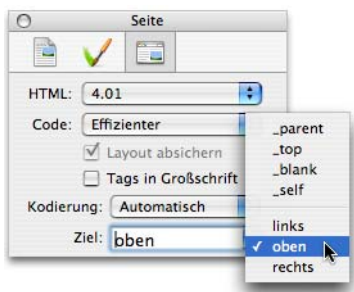 Seite
HTML: 4.01
Code: Effizienter
Layout absichern
Tags in Großschrift
Kodierung: Automatisch
Ziel: oben
_parent
_top
_blank
_self
links
✓ oben
rechts